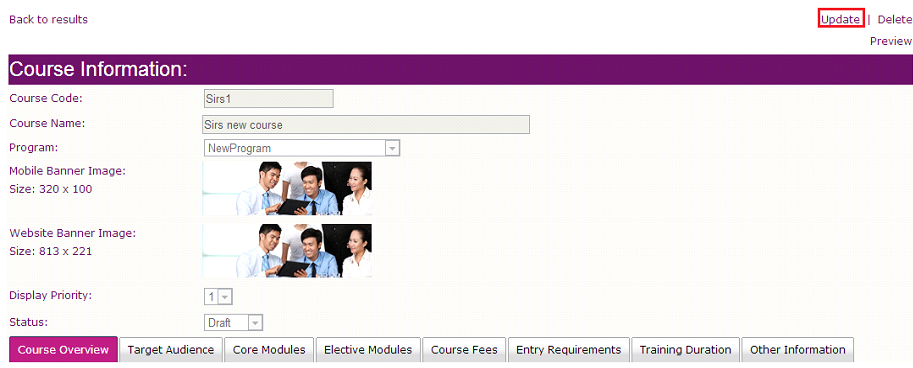 Back to results
Update | Delete
Preview
Course Information:
Course Code: Sirs1
Course Name: Sirs new course
Program: NewProgram
Mobile Banner Image:
Size: 320 x 100
Website Banner Image:
Size: 813 x 221
Display Priority: 1
Status: Draft
Course Overview Target Audience Core Modules Elective Modules Course Fees Entry Requirements Training Duration Other Information